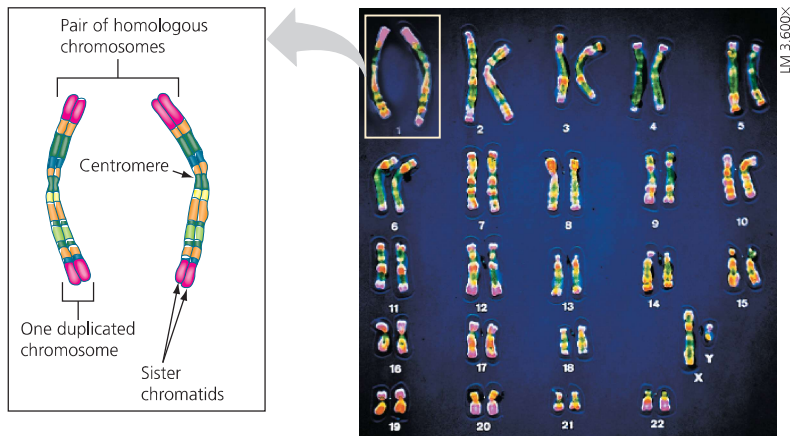 Pair of homologous
chromosomes
Centromere
One duplicated
chromosome
Sister
chromatids
LM 3,600×
1
2
3
4
5
6
7
8
9
10
11
12
13
14
15
16
17
18
X
Y
19
20
21
22